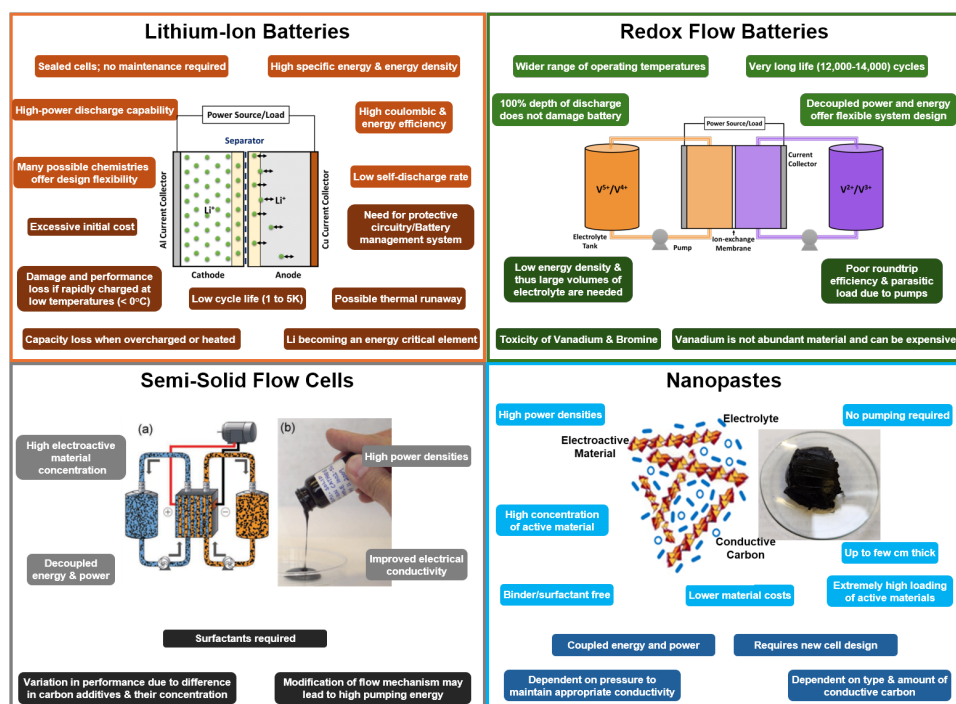 Lithium-Ion Batteries
Sealed cells; no maintenance required
High specific energy & energy density
High-power discharge capability
High coulombic &
energy efficiency
Many possible chemistries
offer design flexibility
Low self-discharge rate
Excessive initial cost
Need for protective
circuitry/Battery
management system
Damage and performance
loss if rapidly charged at
low temperatures (< 0°C)
Low cycle life (1 to 5K)
Possible thermal runaway
Capacity loss when overcharged or heated
Li becoming an energy critical element
Power Source/Load
Separator
Al Current Collector
Li⁺
Li⁺
Cu Current Collector
Cathode
Anode
Redox Flow Batteries
Wider range of operating temperatures
Very long life (12,000-14,000) cycles
100% depth of discharge
does not damage battery
Decoupled power and energy
offer flexible system design
Power Source/Load
Current
Collector
V⁵⁺/V⁴⁺
V²⁺/V³⁺
Electrolyte
Tank
Pump
Ion-exchange
Membrane
Low energy density &
thus large volumes of
electrolyte are needed
Poor roundtrip
efficiency & parasitic
load due to pumps
Toxicity of Vanadium & Bromine
Vanadium is not abundant material and can be expensive
Semi-Solid Flow Cells
(a)
(b)
High electroactive
material
concentration
High power densities
+
−
Decoupled
energy & power
Improved electrical
conductivity
Surfactants required
Variation in performance due to difference
in carbon additives & their concentration
Modification of flow mechanism may
lead to high pumping energy
Nanopastes
High power densities
Electrolyte
No pumping required
Electroactive
Material
High concentration
of active material
Conductive
Carbon
Up to few cm thick
Binder/surfactant free
Lower material costs
Extremely high loading
of active materials
Coupled energy and power
Requires new cell design
Dependent on pressure to
maintain appropriate conductivity
Dependent on type & amount of
conductive carbon